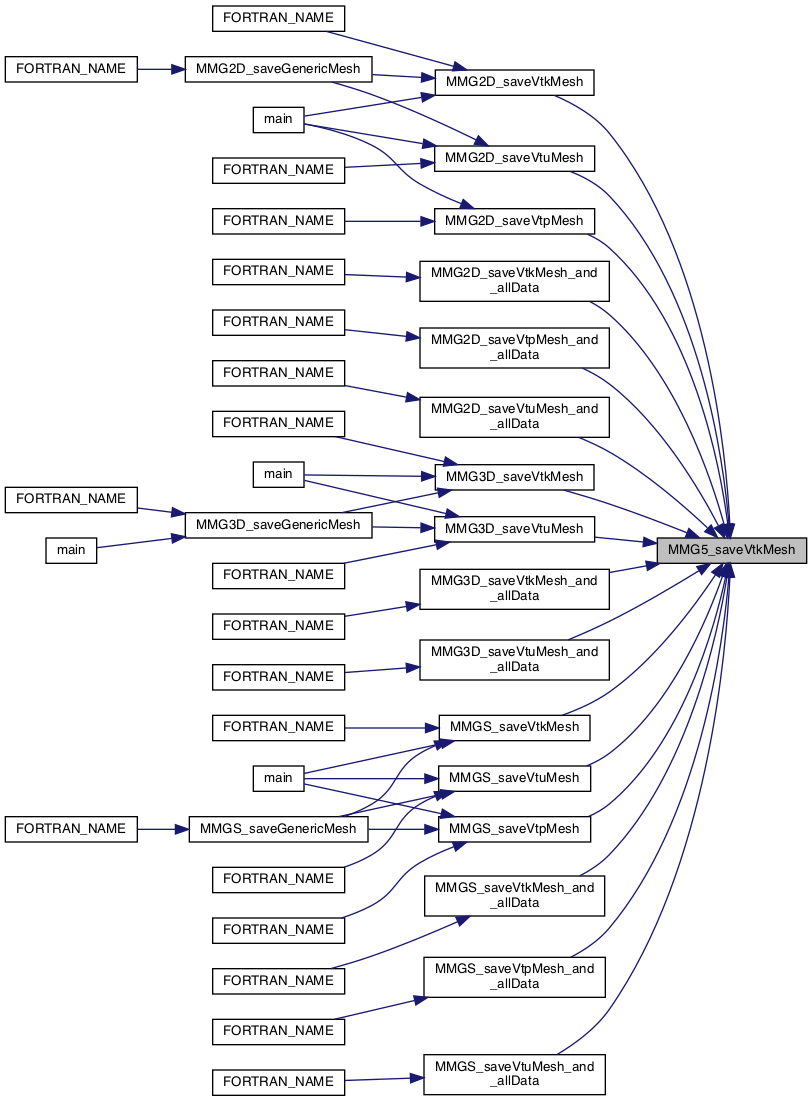 FORTRAN_NAME
FORTRAN_NAME
MMG2D_saveGenericMesh
MMG2D_saveVtkMesh
main
MMG2D_saveVtuMesh
FORTRAN_NAME
FORTRAN_NAME
MMG2D_saveVtpMesh
FORTRAN_NAME
MMG2D_saveVtkMesh_and
_allData
FORTRAN_NAME
MMG2D_saveVtpMesh_and
_allData
FORTRAN_NAME
MMG2D_saveVtuMesh_and
_allData
FORTRAN_NAME
main
MMG3D_saveVtkMesh
FORTRAN_NAME
MMG3D_saveGenericMesh
MMG3D_saveVtuMesh
main
MMG5_saveVtkMesh
FORTRAN_NAME
MMG3D_saveVtkMesh_and
_allData
FORTRAN_NAME
MMG3D_saveVtuMesh_and
_allData
FORTRAN_NAME
FORTRAN_NAME
MMGS_saveVtkMesh
main
MMGS_saveVtuMesh
FORTRAN_NAME
MMGS_saveGenericMesh
MMGS_saveVtpMesh
FORTRAN_NAME
MMGS_saveVtkMesh_and
_allData
FORTRAN_NAME
FORTRAN_NAME
MMGS_saveVtpMesh_and
_allData
FORTRAN_NAME
MMGS_saveVtuMesh_and
_allData
FORTRAN_NAME